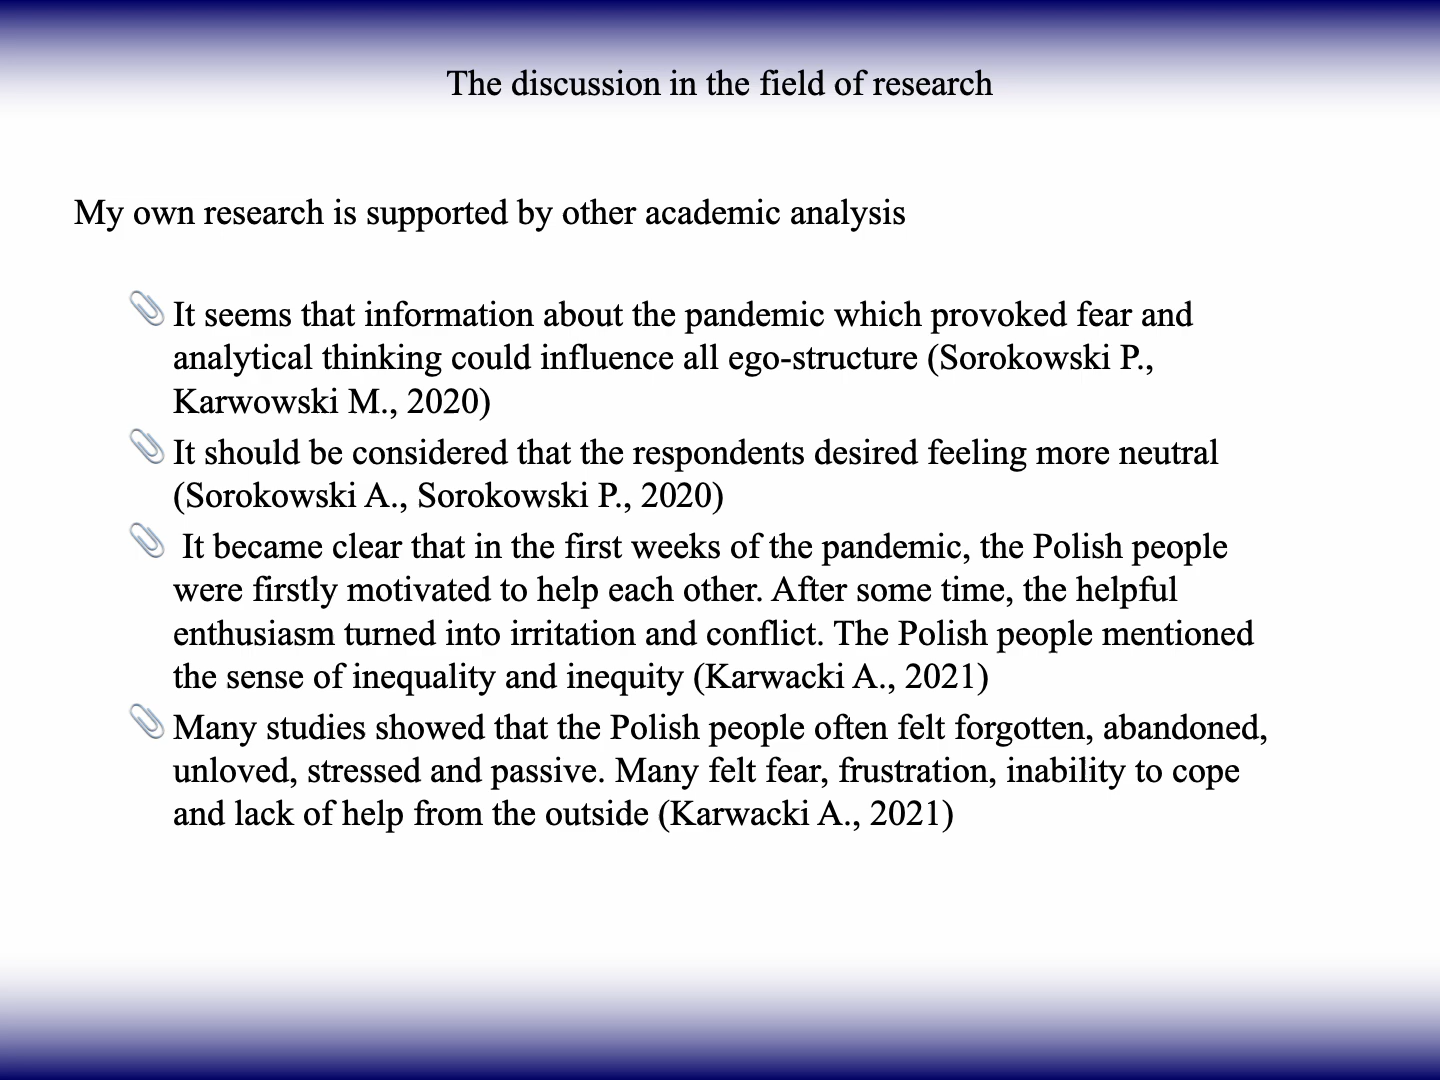 The discussion in the field of research
My own research is supported by other academic analysis
It seems that information about the pandemic which provoked fear and
analytical thinking could influence all ego-structure (Sorokowski P.,
Karwowski M., 2020)
It should be considered that the respondents desired feeling more neutral
(Sorokowski A., Sorokowski P., 2020)
It became clear that in the first weeks of the pandemic, the Polish people
were firstly motivated to help each other. After some time, the helpful
enthusiasm turned into irritation and conflict. The Polish people mentioned
the sense of inequality and inequity (Karwacki A., 2021)
Many studies showed that the Polish people often felt forgotten, abandoned,
unloved, stressed and passive. Many felt fear, frustration, inability to cope
and lack of help from the outside (Karwacki A., 2021)